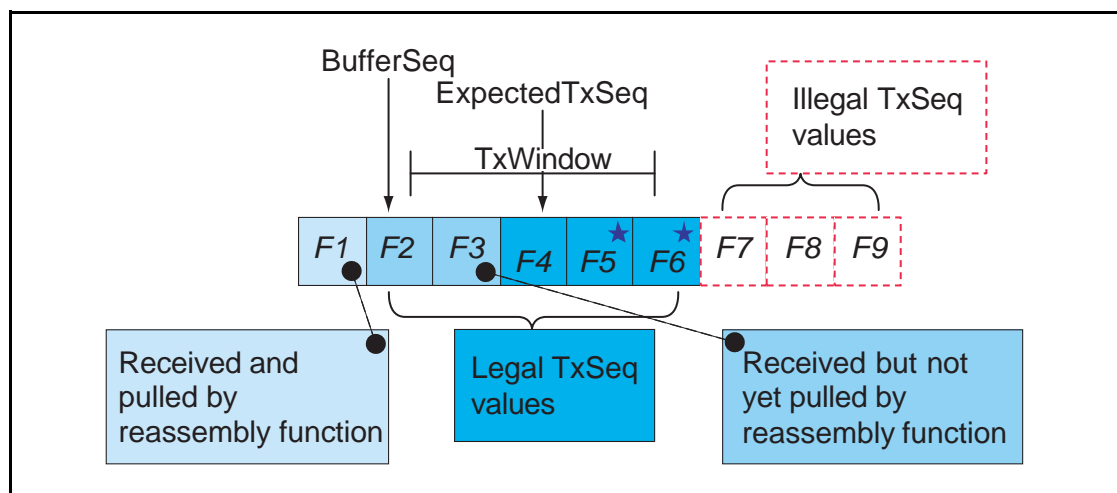 BufferSeq
ExpectedTxSeq
TxWindow
Illegal TxSeq
values
F1 F2 F3 F4 F5 F6 F7 F8 F9
Received and
pulled by
reassembly function
Legal TxSeq
values
Received but not
yet pulled by
reassembly function